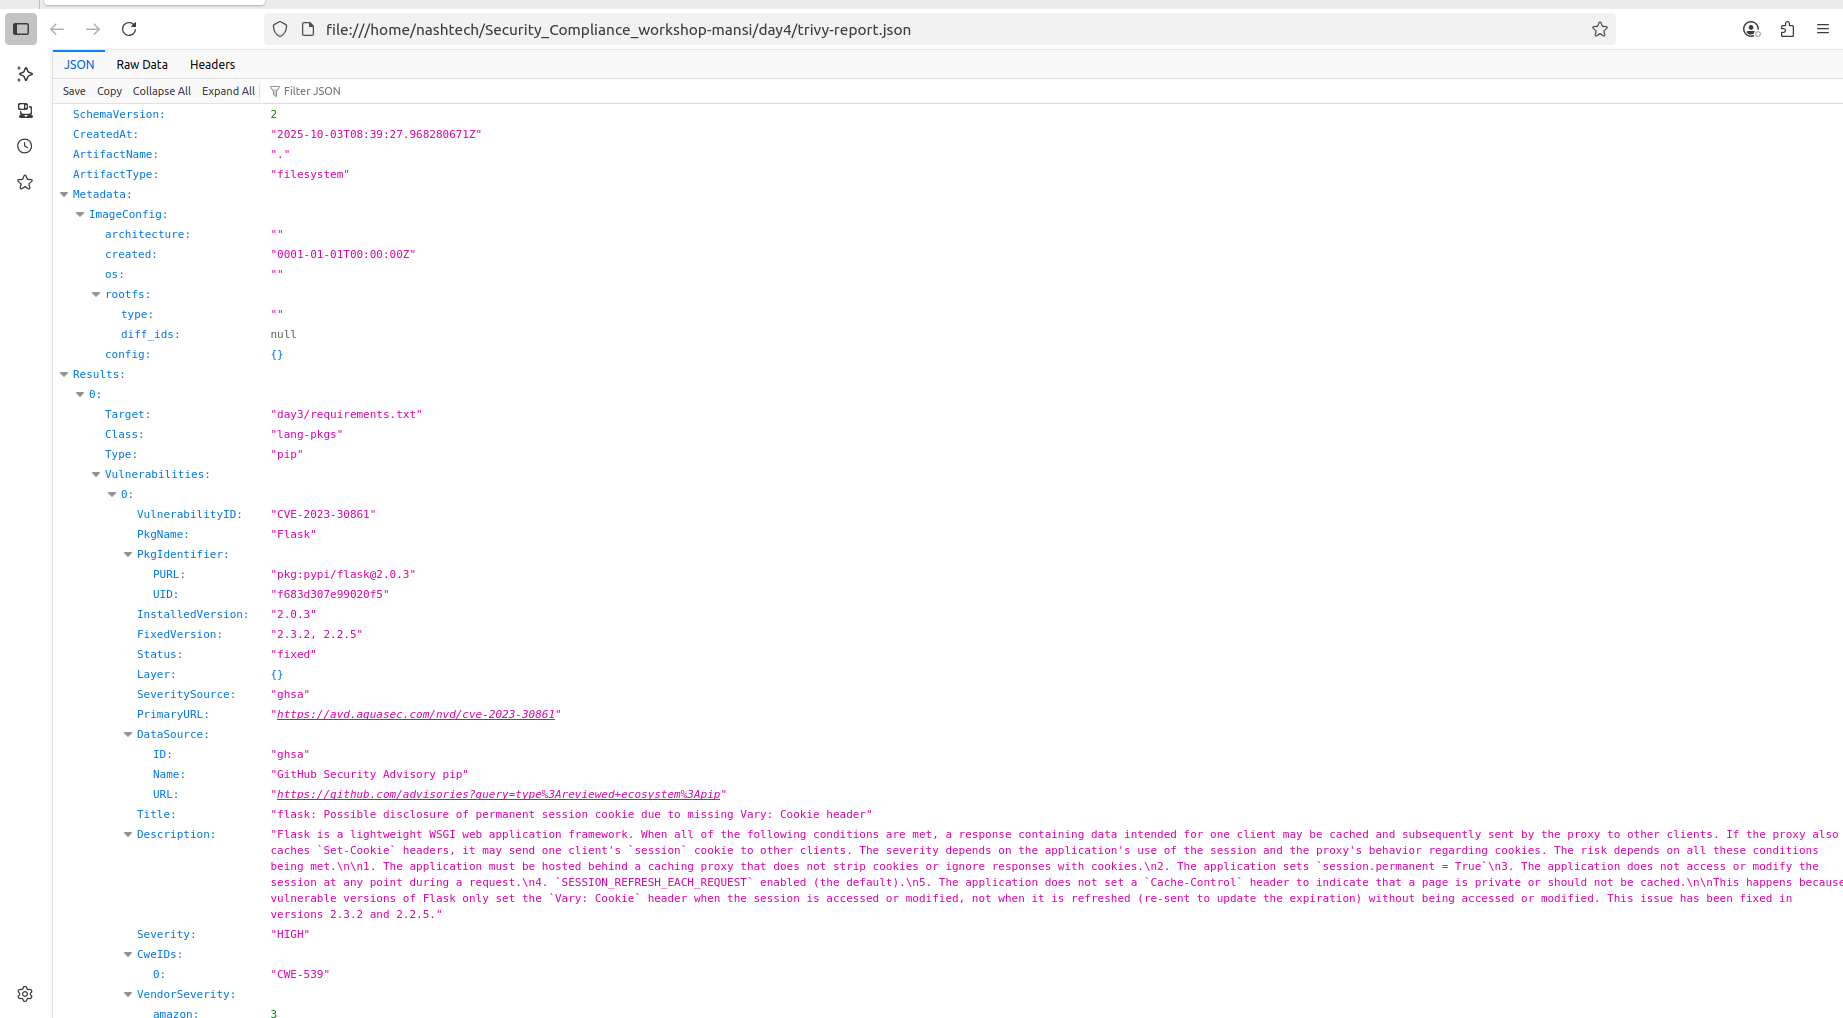 file:///home/nashtech/Security_Compliance_workshop-mansi/day4/trivy-report.json
JSON Raw Data Headers
Save Copy Collapse All Expand All Filter JSON
SchemaVersion: 2
CreatedAt: "2025-10-03T08:39:27.968280671Z"
ArtifactName: "."
ArtifactType: "filesystem"
Metadata:
ImageConfig:
architecture: ""
created: "0001-01-01T00:00:00Z"
os: ""
rootfs:
type: ""
diff_ids: null
config: {}
Results:
0:
Target: "day3/requirements.txt"
Class: "lang-pkgs"
Type: "pip"
Vulnerabilities:
0:
VulnerabilityID: "CVE-2023-30861"
PkgName: "Flask"
PkgIdentifier:
PURL: "pkg:pypi/flask@2.0.3"
UID: "f683d307e99020f5"
InstalledVersion: "2.0.3"
FixedVersion: "2.3.2, 2.2.5"
Status: "fixed"
Layer: {}
SeveritySource: "ghsa"
PrimaryURL: "https://avd.aquasec.com/nvd/cve-2023-30861"
DataSource:
ID: "ghsa"
Name: "GitHub Security Advisory pip"
URL: "https://github.com/advisories?query=type%3Areviewed+ecosystem%3Apip"
Title: "flask: Possible disclosure of permanent session cookie due to missing Vary: Cookie header"
Description: "Flask is a lightweight WSGI web application framework. When all of the following conditions are met, a response containing data intended for one client may be cached and subsequently sent by the proxy to other clients. If the proxy also
caches `Set-Cookie` headers, it may send one client's `session` cookie to other clients. The severity depends on the application's use of the session and the proxy's behavior regarding cookies. The risk depends on all these conditions
being met.\n\n1. The application must be hosted behind a caching proxy that does not strip cookies or ignore responses with cookies.\n2. The application sets `session.permanent = True`\n3. The application does not access or modify the
session at any point during a request.\n4. `SESSION_REFRESH_EACH_REQUEST` enabled (the default).\n5. The application does not set a `Cache-Control` header to indicate that a page is private or should not be cached.\n\nThis happens because
vulnerable versions of Flask only set the `Vary: Cookie` header when the session is accessed or modified, not when it is refreshed (re-sent to update the expiration) without being accessed or modified. This issue has been fixed in
versions 2.3.2 and 2.2.5."
Severity: "HIGH"
CweIDs:
0: "CWE-539"
VendorSeverity:
amazon: 3